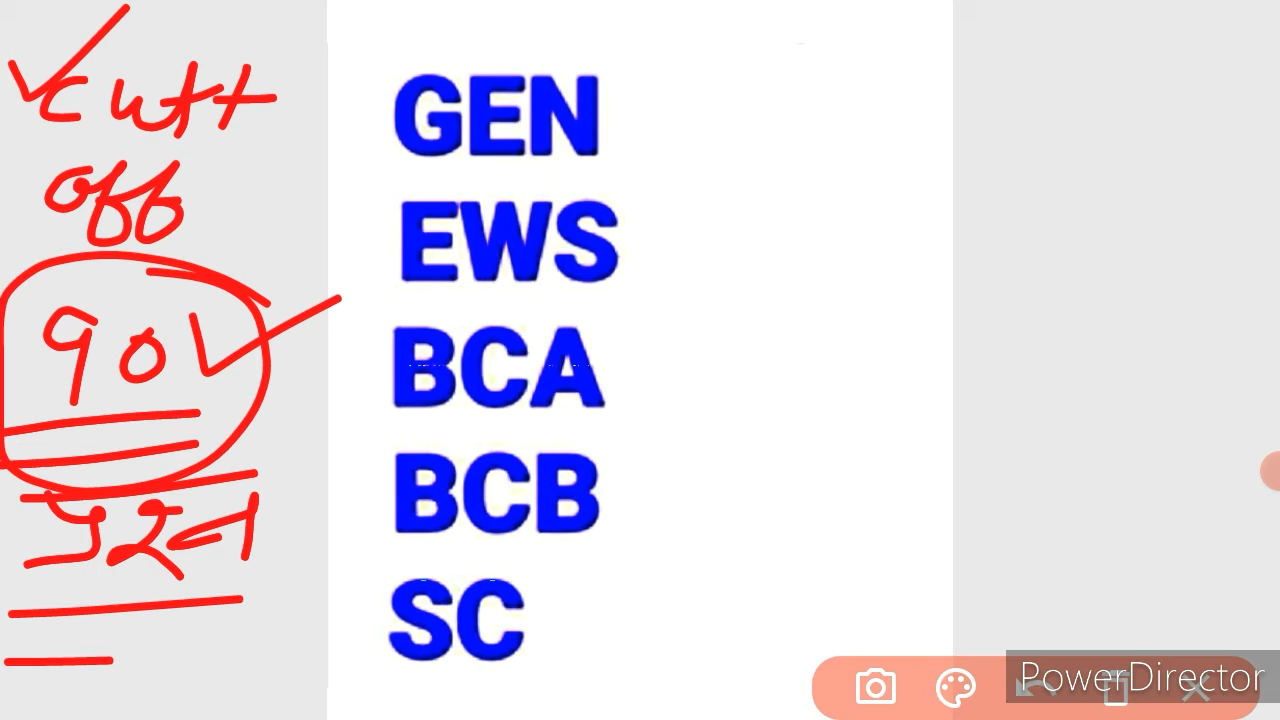 cutt
off
90
प्रश्न
GEN
EWS
BCA
BCB
SC
PowerDirector